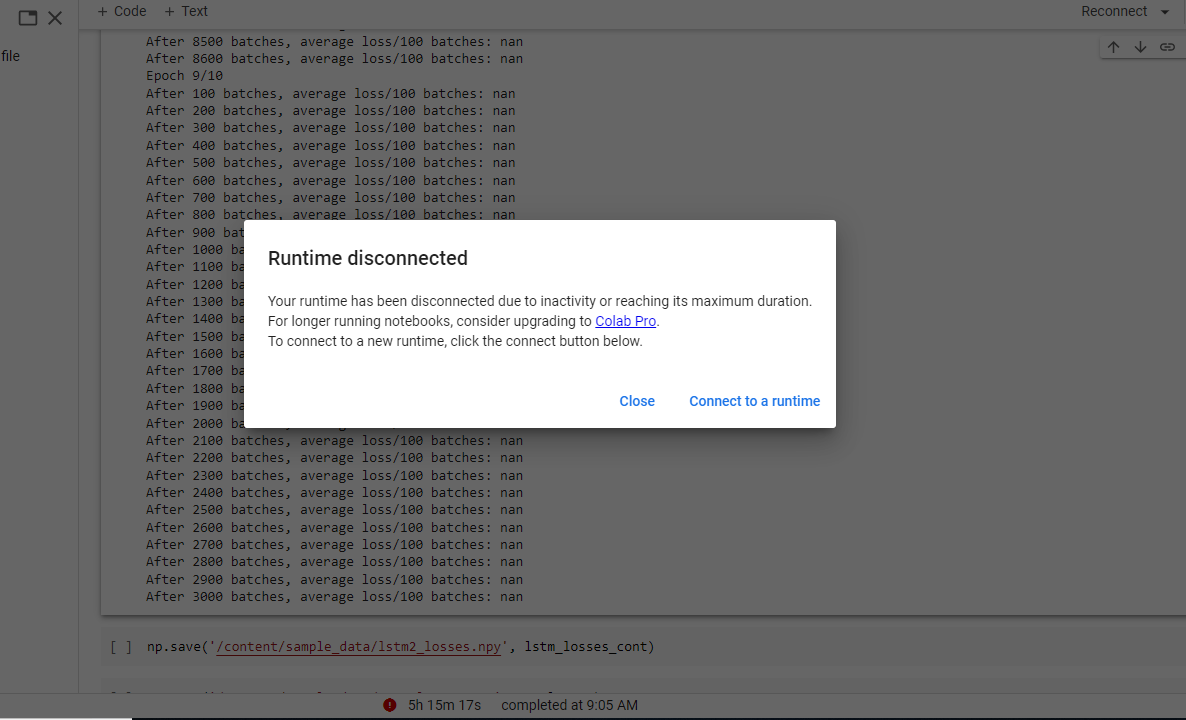 + Code + Text
Reconnect
file
After 8500 batches, average loss/100 batches: nan
After 8600 batches, average loss/100 batches: nan
Epoch 9/10
After 100 batches, average loss/100 batches: nan
After 200 batches, average loss/100 batches: nan
After 300 batches, average loss/100 batches: nan
After 400 batches, average loss/100 batches: nan
After 500 batches, average loss/100 batches: nan
After 600 batches, average loss/100 batches: nan
After 700 batches, average loss/100 batches: nan
After 800 batches, average loss/100 batches: nan
After 900 bat
After 1000 ba
After 1100 ba
After 1200 ba
After 1300 ba
After 1400 ba
After 1500 ba
After 1600 ba
After 1700 ba
After 1800 ba
After 1900 ba
After 2000 ba
Runtime disconnected
Your runtime has been disconnected due to inactivity or reaching its maximum duration.
For longer running notebooks, consider upgrading to Colab Pro.
To connect to a new runtime, click the connect button below.
Close Connect to a runtime
After 2100 batches, average loss/100 batches: nan
After 2200 batches, average loss/100 batches: nan
After 2300 batches, average loss/100 batches: nan
After 2400 batches, average loss/100 batches: nan
After 2500 batches, average loss/100 batches: nan
After 2600 batches, average loss/100 batches: nan
After 2700 batches, average loss/100 batches: nan
After 2800 batches, average loss/100 batches: nan
After 2900 batches, average loss/100 batches: nan
After 3000 batches, average loss/100 batches: nan
[ ] np.save('/content/sample_data/lstm2_losses.npy', lstm_losses_cont)
5h 15m 17s completed at 9:05 AM